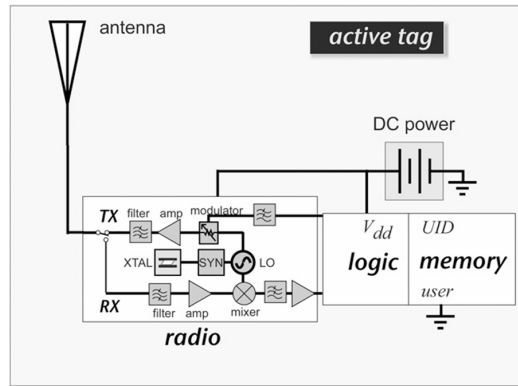 antenna
active tag
DC power
TX
filter
amp
modulator
V dd
UID
XTAL
SYN
LO
logic
memory
RX
filter
amp
mixer
user
radio